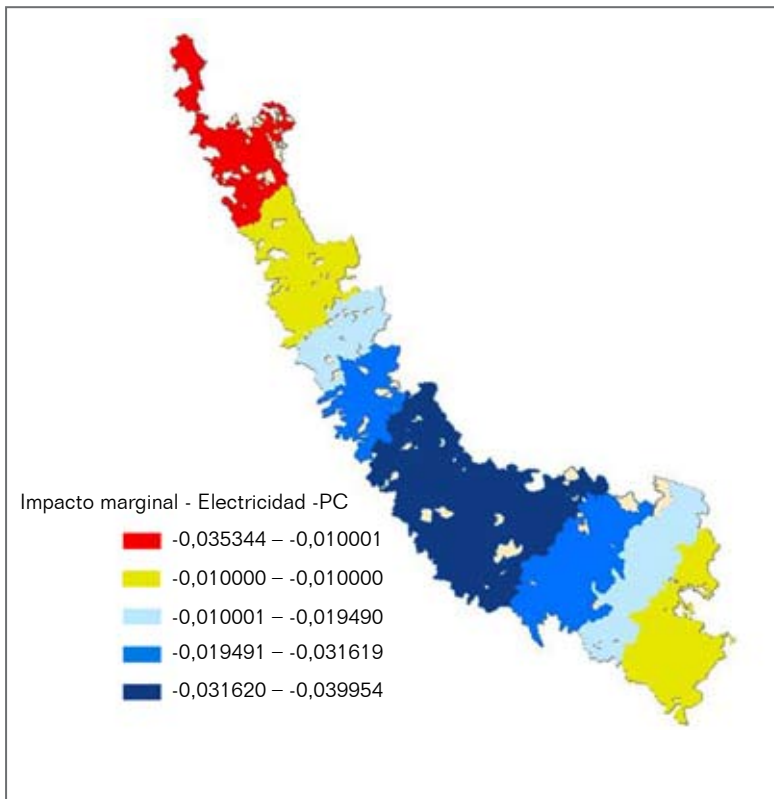 Impacto marginal - Electricidad -PC
-0,035344 – -0,010001
-0,010000 – -0,010000
-0,010001 – -0,019490
-0,019491 – -0,031619
-0,031620 – -0,039954